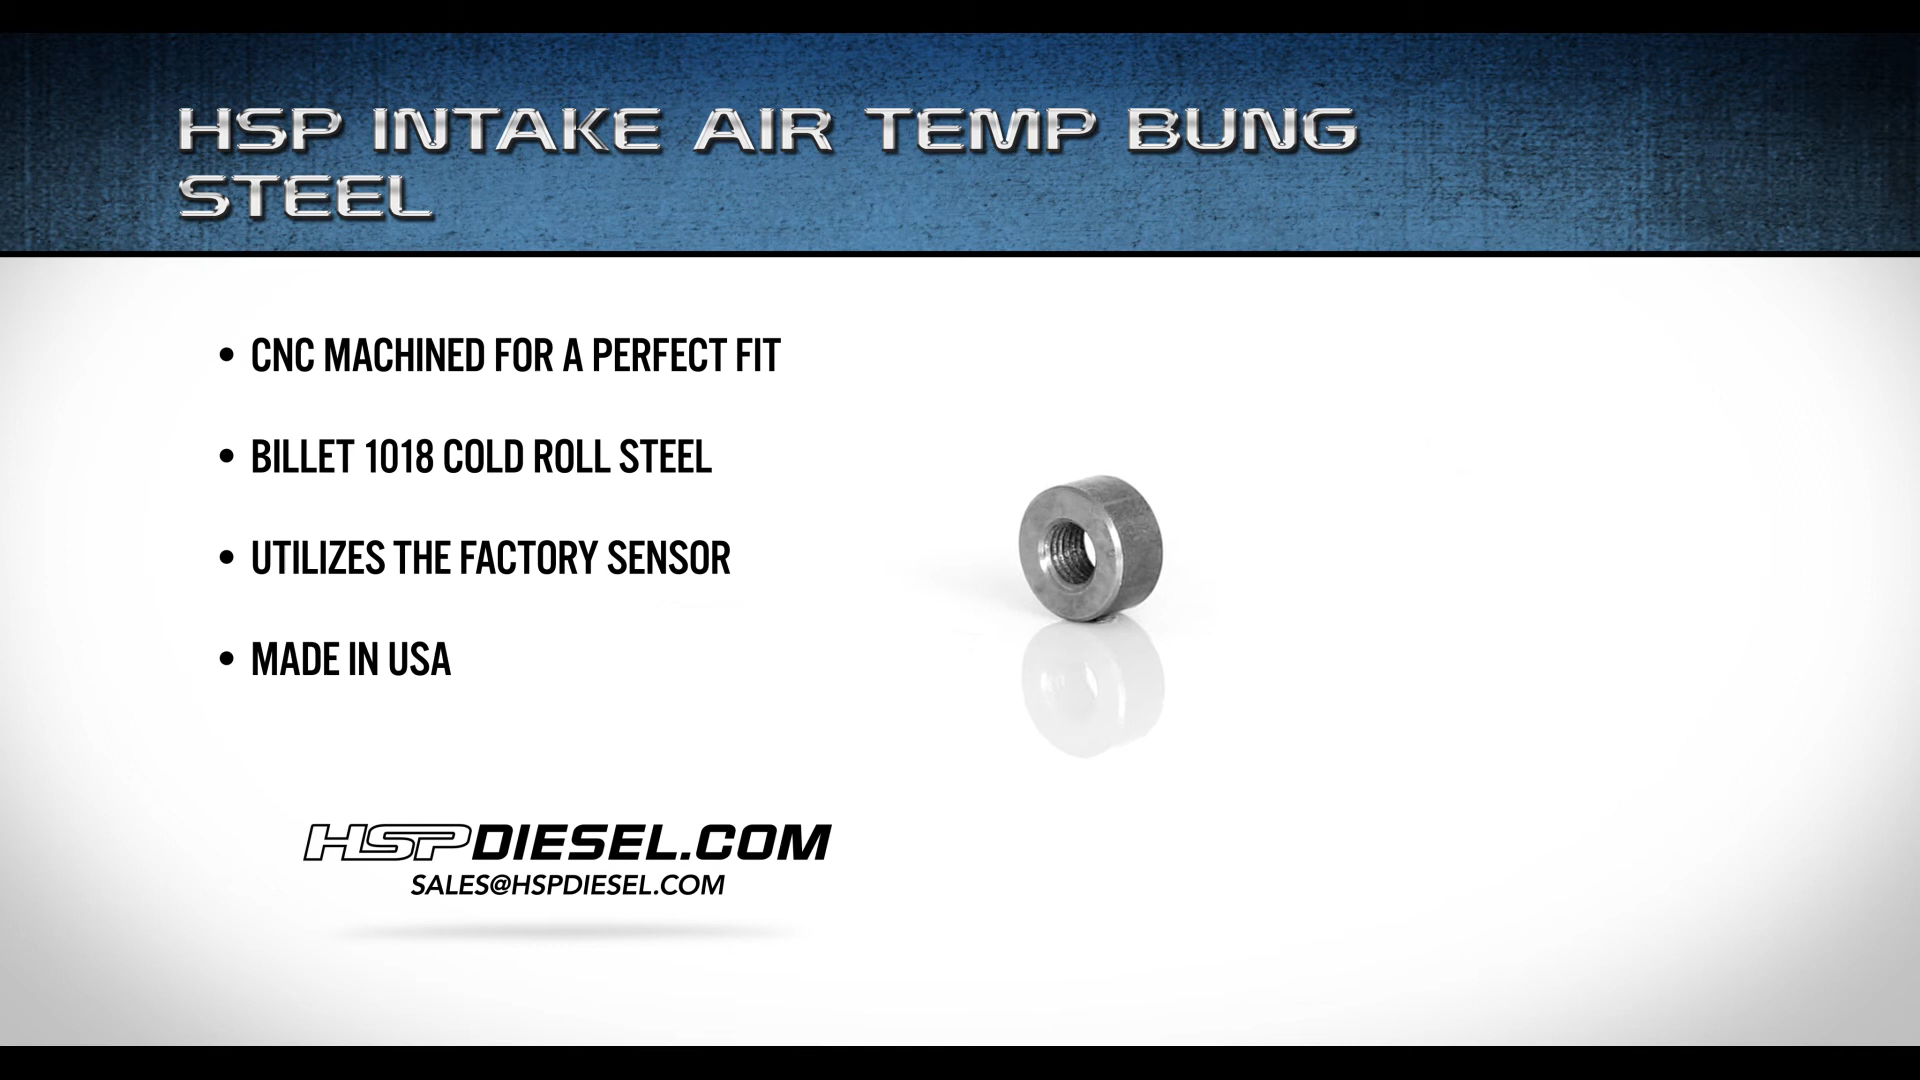 HSP INTAKE AIR TEMP BUNG
STEEL
• CNC MACHINED FOR A PERFECT FIT
• BILLET 1018 COLD ROLL STEEL
• UTILIZES THE FACTORY SENSOR
• MADE IN USA
HSPDIESEL.COM
SALES@HSPDIESEL.COM